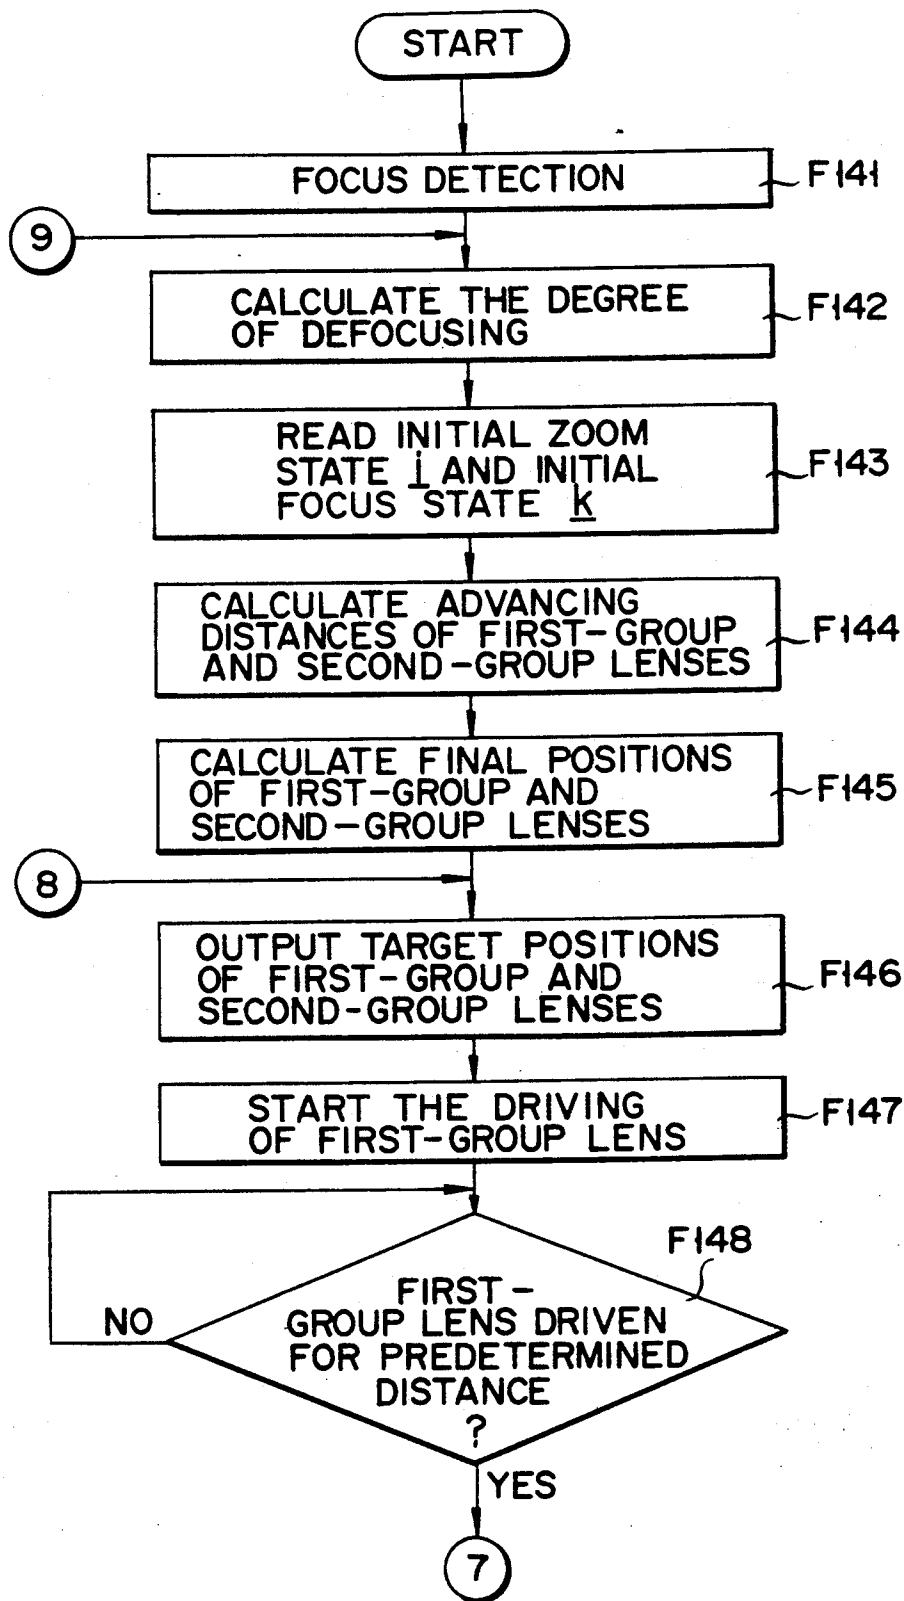 START
FOCUS DETECTION
F141
9
CALCULATE THE DEGREE
OF DEFOCUSING
F142
READ INITIAL ZOOM
STATE i AND INITIAL
FOCUS STATE k
F143
CALCULATE ADVANCING
DISTANCES OF FIRST-GROUP
AND SECOND-GROUP LENSES
F144
CALCULATE FINAL POSITIONS
OF FIRST-GROUP AND
SECOND-GROUP LENSES
F145
8
OUTPUT TARGET POSITIONS
OF FIRST-GROUP AND
SECOND-GROUP LENSES
F146
START THE DRIVING
OF FIRST-GROUP LENS
F147
F148
FIRST-
GROUP LENS DRIVEN
FOR PREDETERMINED
DISTANCE
?
NO
YES
7